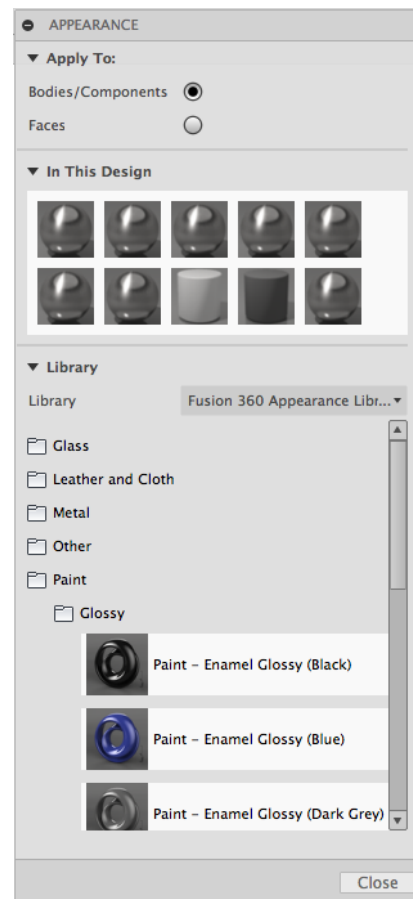 APPEARANCE
Apply To:
Bodies/Components
Faces
In This Design
Library
Library Fusion 360 Appearance Libr...
Glass
Leather and Cloth
Metal
Other
Paint
Glossy
Paint - Enamel Glossy (Black)
Paint - Enamel Glossy (Blue)
Paint - Enamel Glossy (Dark Grey)
Close